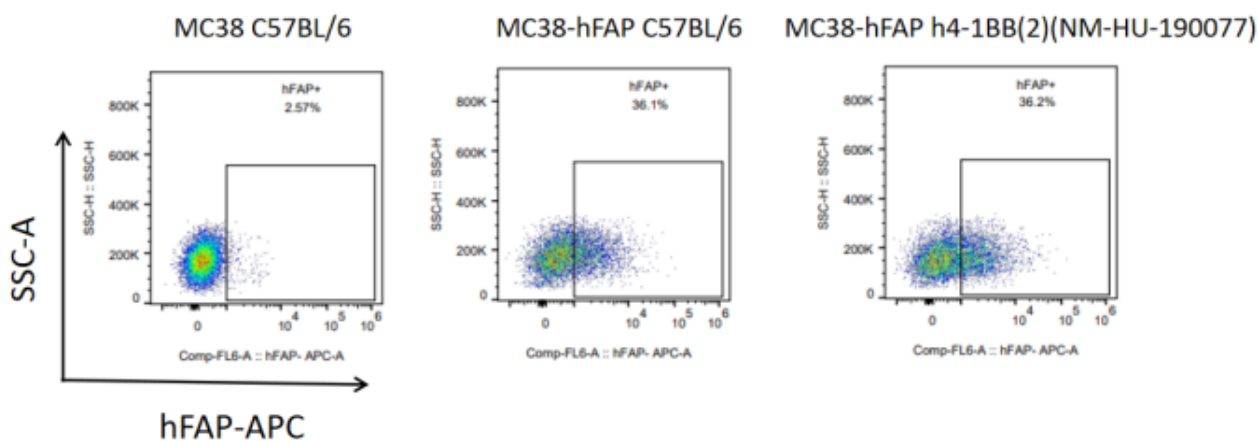 MC38 C57BL/6
MC38-hFAP C57BL/6
MC38-hFAP h4-1BB(2)(NM-HU-190077)
SSC-A
hFAP+
2.57%
800K
600K
400K
200K
0
SSC-H :: SSC-H
0
10^4
10^5
10^6
Comp-FL6-A :: hFAP- APC-A
hFAP+
36.1%
800K
600K
400K
200K
0
SSC-H :: SSC-H
0
10^4
10^5
10^6
Comp-FL6-A :: hFAP- APC-A
hFAP+
36.2%
800K
600K
400K
200K
0
SSC-H :: SSC-H
0
10^4
10^5
10^6
Comp-FL6-A :: hFAP- APC-A
hFAP-APC